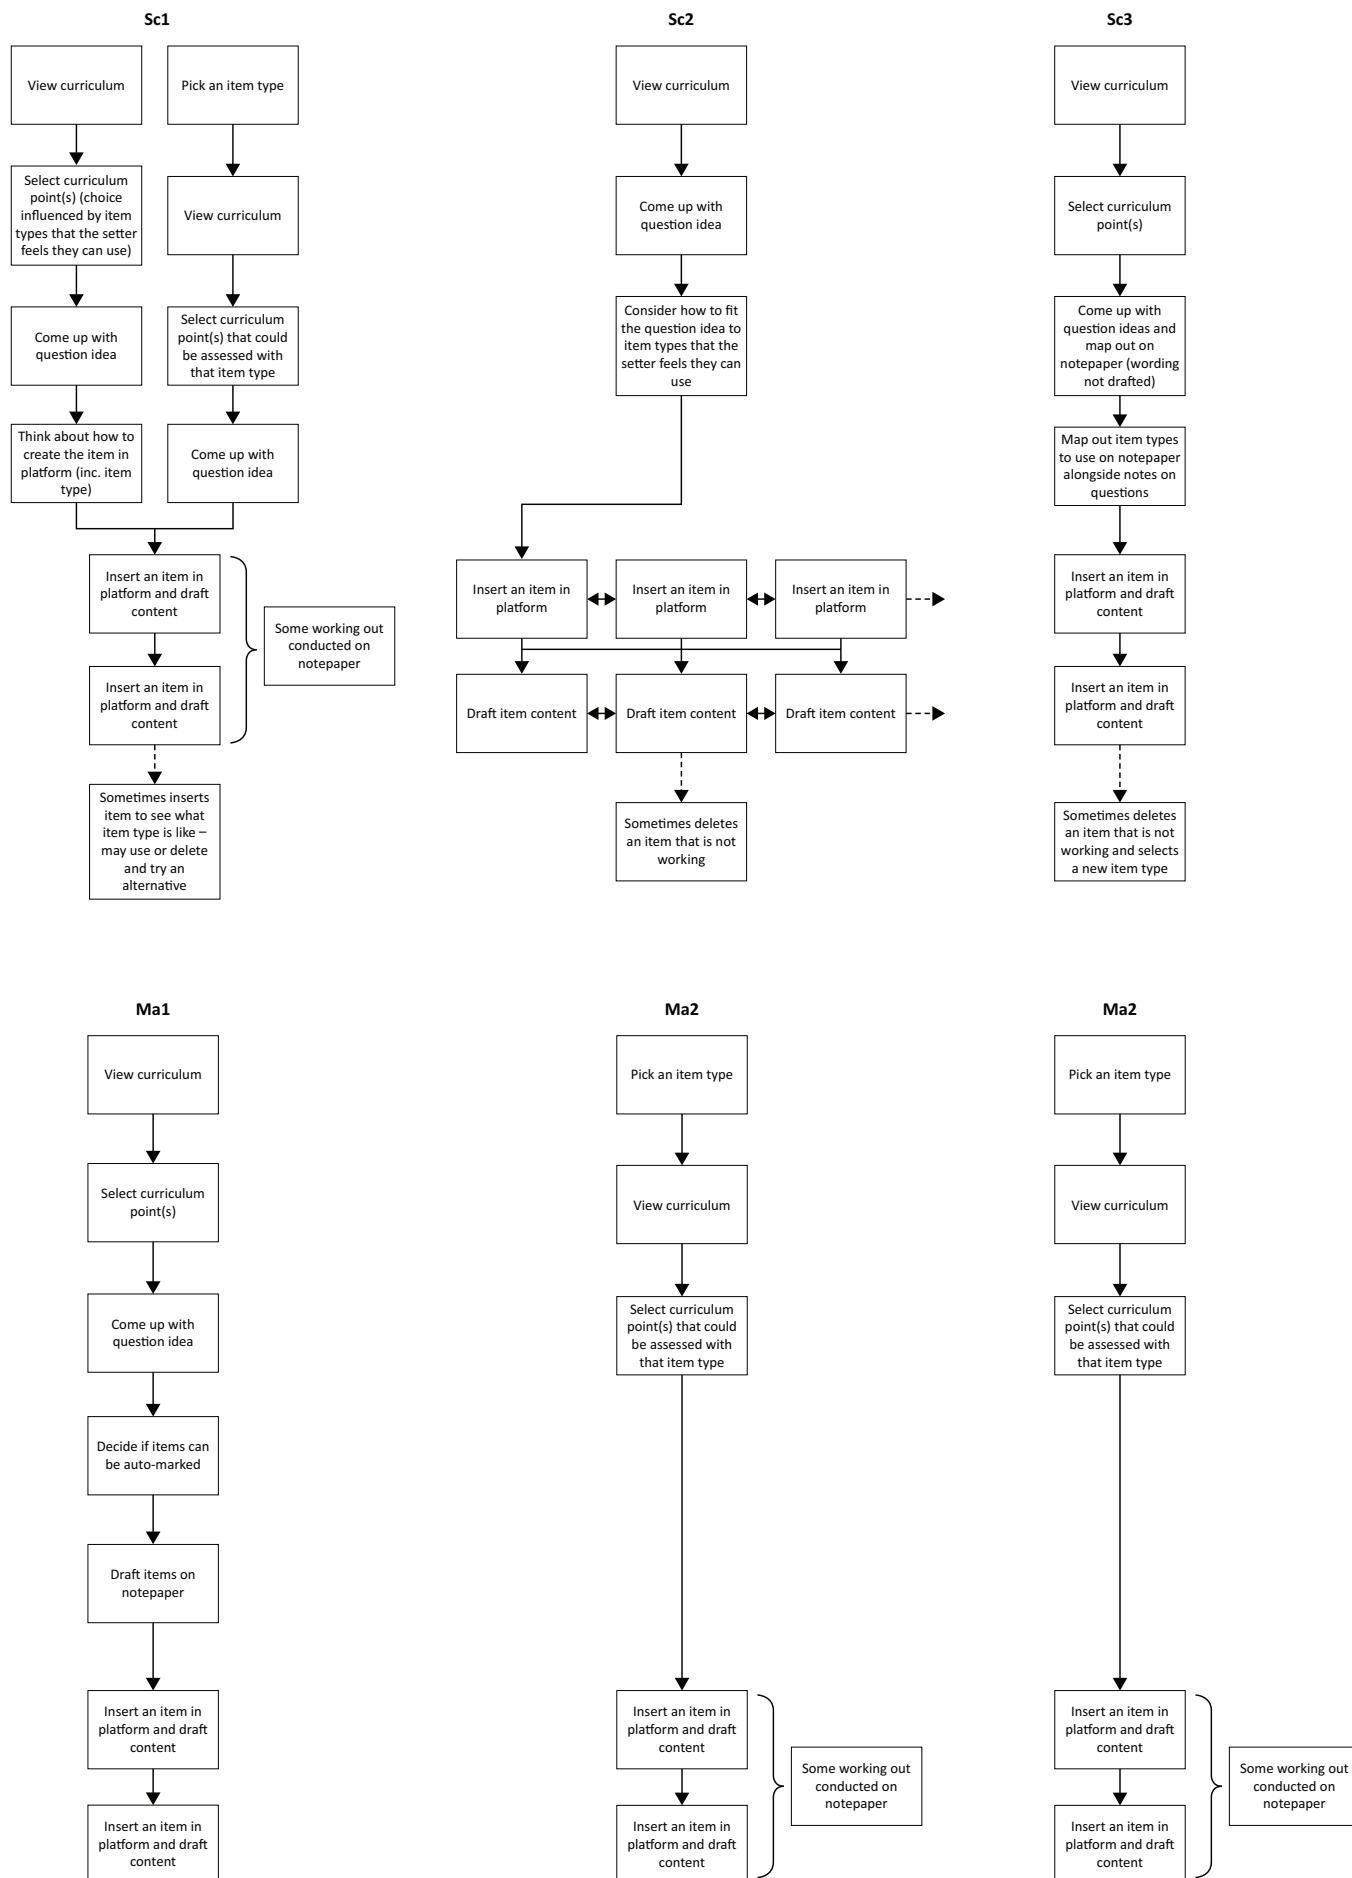 Sc1
View curriculum
Pick an item type
Select curriculum
point(s) (choice
influenced by item
types that the setter
feels they can use)
View curriculum
Come up with
question idea
Select curriculum
point(s) that could
be assessed with
that item type
Think about how to
create the item in
platform (inc. item
type)
Come up with
question idea
Insert an item in
platform and draft
content
Some working out
conducted on
notepaper
Insert an item in
platform and draft
content
Sometimes inserts
item to see what
item type is like –
may use or delete
and try an
alternative
Sc2
View curriculum
Come up with
question idea
Consider how to fit
the question idea to
item types that the
setter feels they can
use
Insert an item in
platform
Insert an item in
platform
Insert an item in
platform
Draft item content
Draft item content
Draft item content
Sometimes deletes
an item that is not
working
Sc3
View curriculum
Select curriculum
point(s)
Come up with
question ideas and
map out on
notepaper (wording
not drafted)
Map out item types
to use on notepaper
alongside notes on
questions
Insert an item in
platform and draft
content
Insert an item in
platform and draft
content
Sometimes deletes
an item that is not
working and selects
a new item type
Ma1
View curriculum
Select curriculum
point(s)
Come up with
question idea
Decide if items can
be auto-marked
Draft items on
notepaper
Insert an item in
platform and draft
content
Insert an item in
platform and draft
content
Ma2
Pick an item type
View curriculum
Select curriculum
point(s) that could
be assessed with
that item type
Insert an item in
platform and draft
content
Some working out
conducted on
notepaper
Insert an item in
platform and draft
content
Ma2
Pick an item type
View curriculum
Select curriculum
point(s) that could
be assessed with
that item type
Insert an item in
platform and draft
content
Some working out
conducted on
notepaper
Insert an item in
platform and draft
content